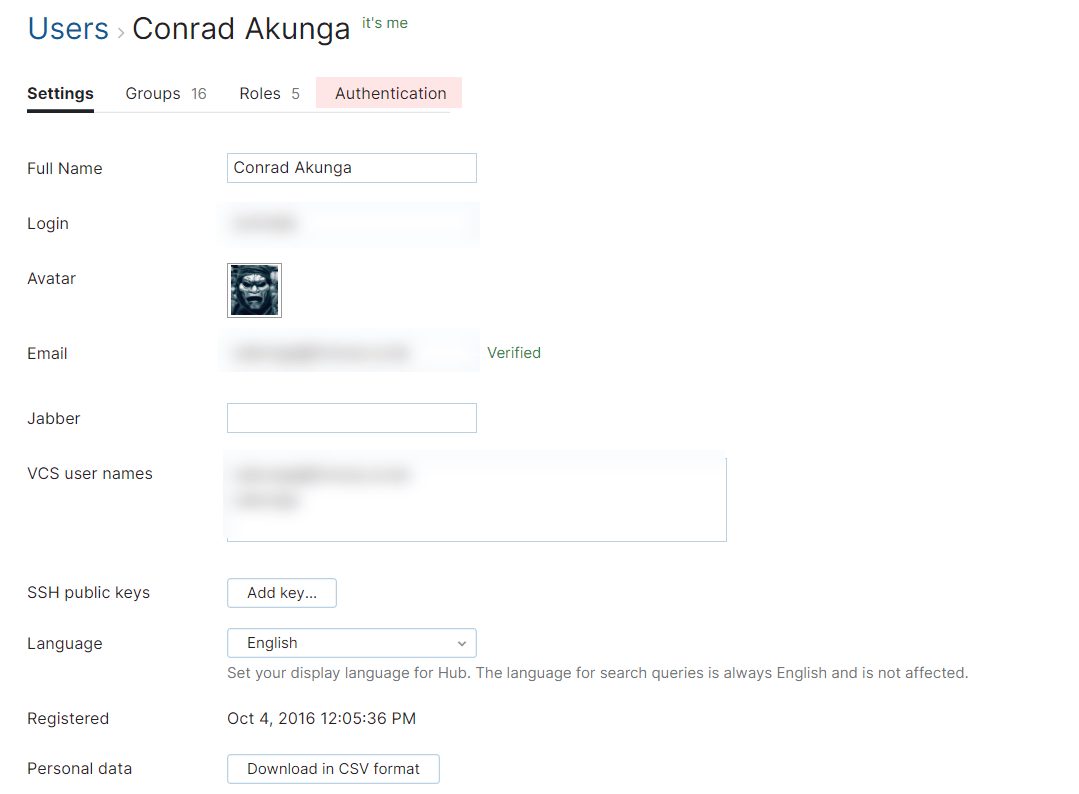 Users › Conrad Akunga it's me
Settings Groups 16 Roles 5 Authentication
Full Name Conrad Akunga
Login
Avatar
Email Verified
Jabber
VCS user names
SSH public keys Add key...
Language English
Set your display language for Hub. The language for search queries is always English and is not affected.
Registered Oct 4, 2016 12:05:36 PM
Personal data Download in CSV format